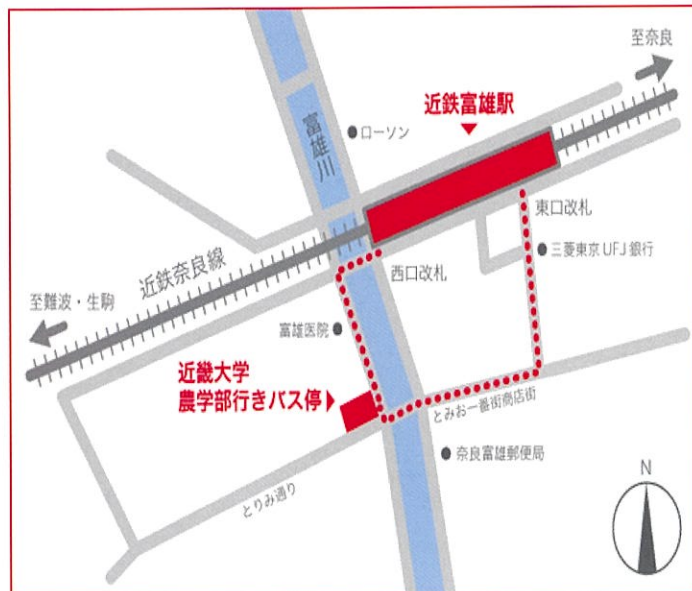 至奈良
近鉄富雄駅
ローソン
富雄川
東口改札
近鉄奈良線
西口改札
三菱東京UFJ銀行
至難波・生駒
富雄医院
近畿大学
農学部行きバス停
とみお一番街商店街
奈良富雄郵便局
とりみ通り
N